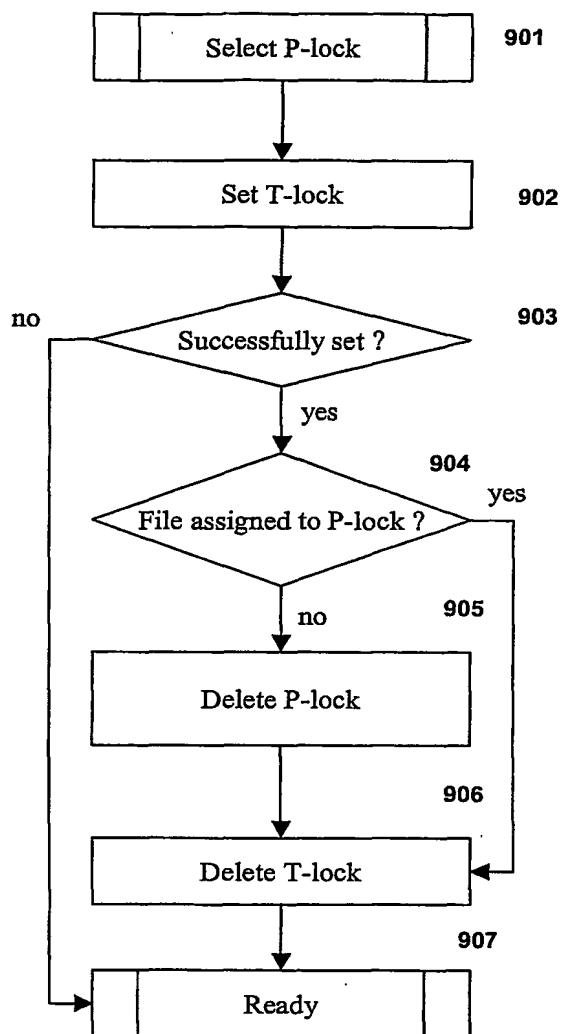 Select P-lock
901
Set T-lock
902
no
Successfully set ?
903
yes
904
File assigned to P-lock ?
yes
no
905
Delete P-lock
906
Delete T-lock
907
Ready